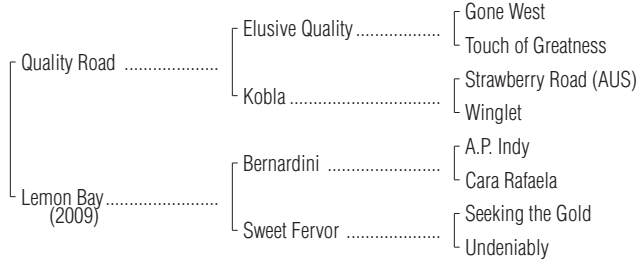 Gone West
Elusive Quality
Touch of Greatness
Quality Road
Strawberry Road (AUS)
Kobla
Winglet
A.P. Indy
Bernardini
Cara Rafaela
Lemon Bay
(2009)
Seeking the Gold
Sweet Fervor
Undeniably